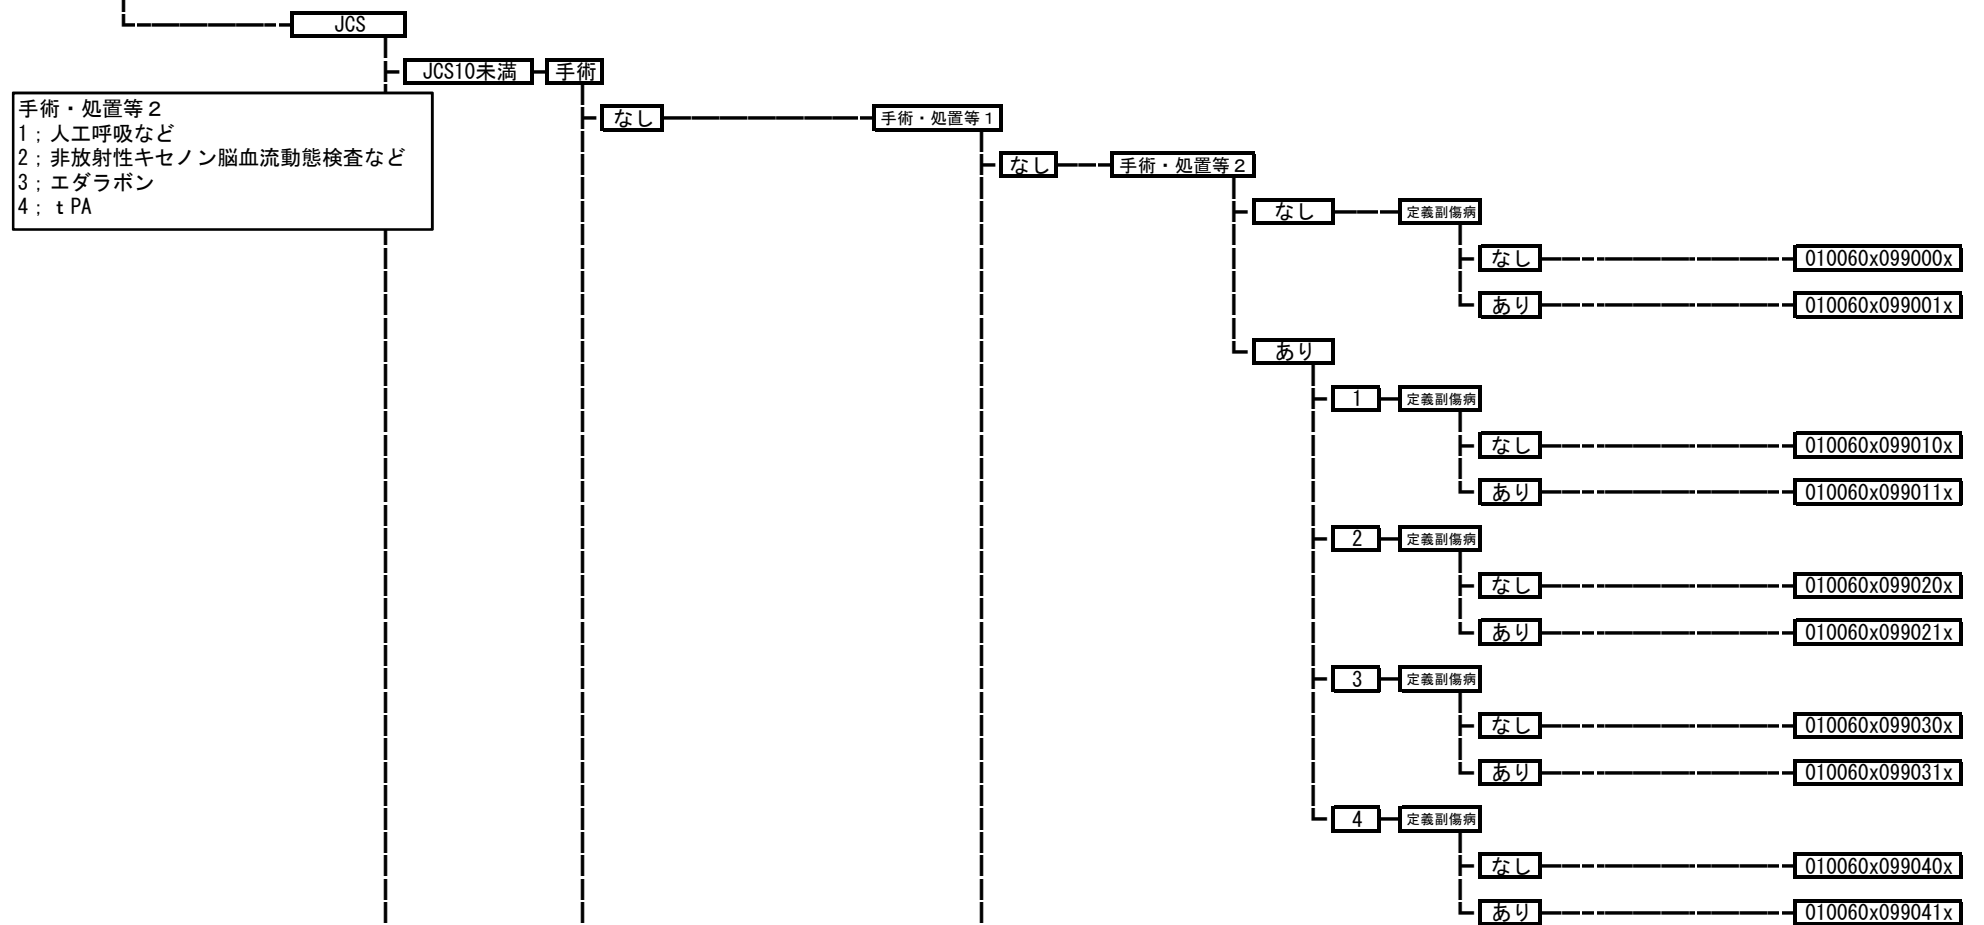 JCS
JCS10未満 手術
手術・処置等２
1；人工呼吸など
2；非放射性キセノン脳血流動態検査など
3；エダラボン
4；ｔPA
なし 手術・処置等１
なし 手術・処置等２
なし 定義副傷病
なし 010060x099000x
あり 010060x099001x
あり
1 定義副傷病
なし 010060x099010x
あり 010060x099011x
2 定義副傷病
なし 010060x099020x
あり 010060x099021x
3 定義副傷病
なし 010060x099030x
あり 010060x099031x
4 定義副傷病
なし 010060x099040x
あり 010060x099041x